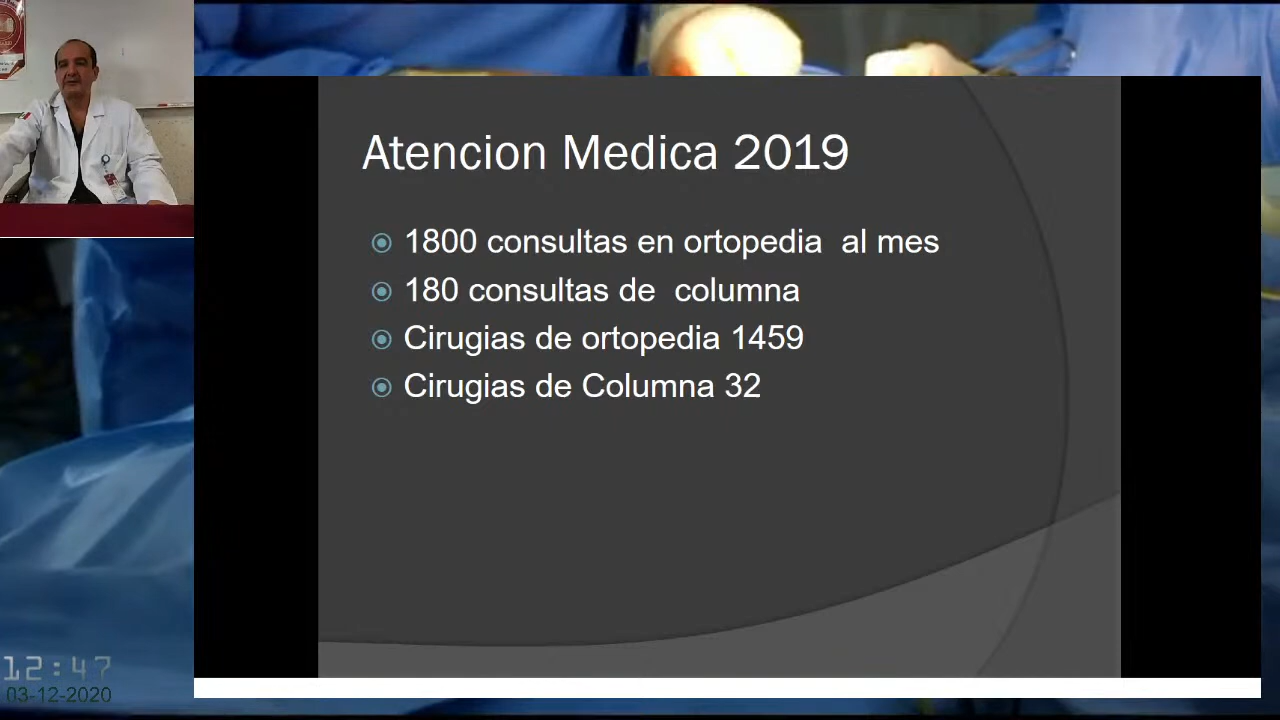 Atencion Medica 2019
1800 consultas en ortopedia al mes
180 consultas de columna
Cirugias de ortopedia 1459
Cirugias de Columna 32
12:47
03-12-2020